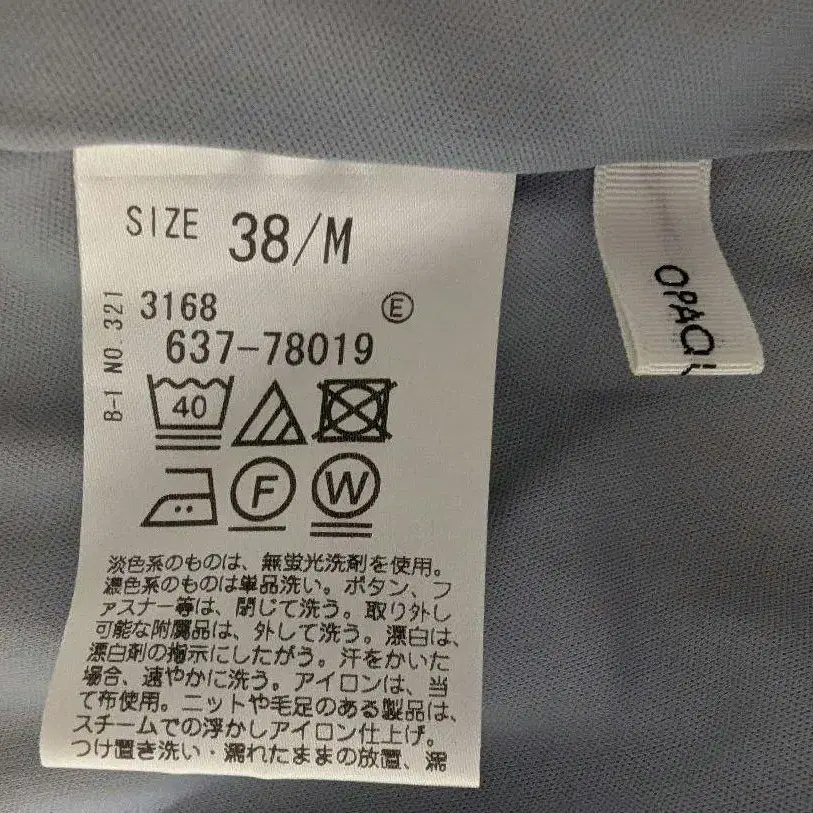 SIZE 38/M
B-I NO.321
3168 Ⓔ
637-78019
40
F W
淡色系のものは、無蛍光洗剤を使用。
濃色系のものは単品洗い。ボタン、フ
ァスナー等は、閉じて洗う。取り外し
可能な附属品は、外して洗う。漂白は、
漂白剤の指示にしたがう。汗をかいた
場合、速やかに洗う。アイロンは、当
て布使用。ニットや毛足のある製品は、
スチームでの浮かしアイロン仕上げ。
つけ置き洗い・濡れたままの放置、濡
OPAQ